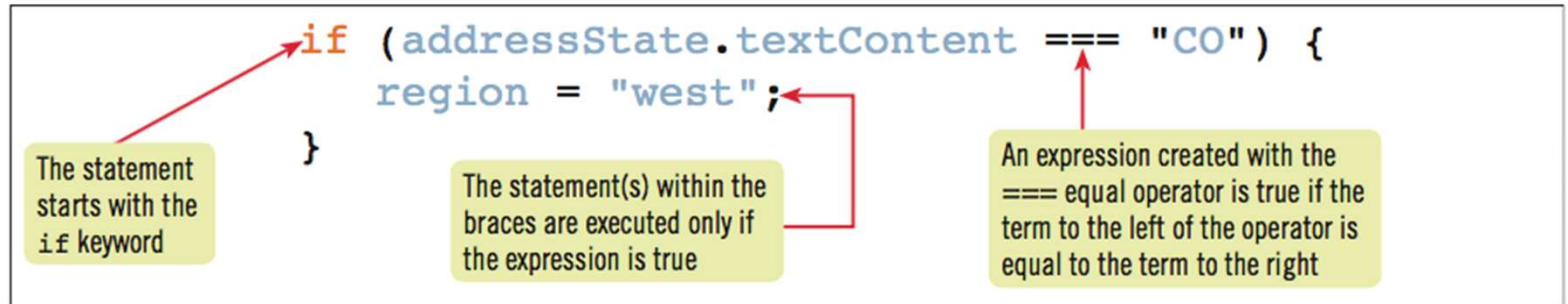 if (addressState.textContent === "CO") {
region = "west";
}
The statement
starts with the
if keyword
The statement(s) within the
braces are executed only if
the expression is true
An expression created with the
=== equal operator is true if the
term to the left of the operator is
equal to the term to the right